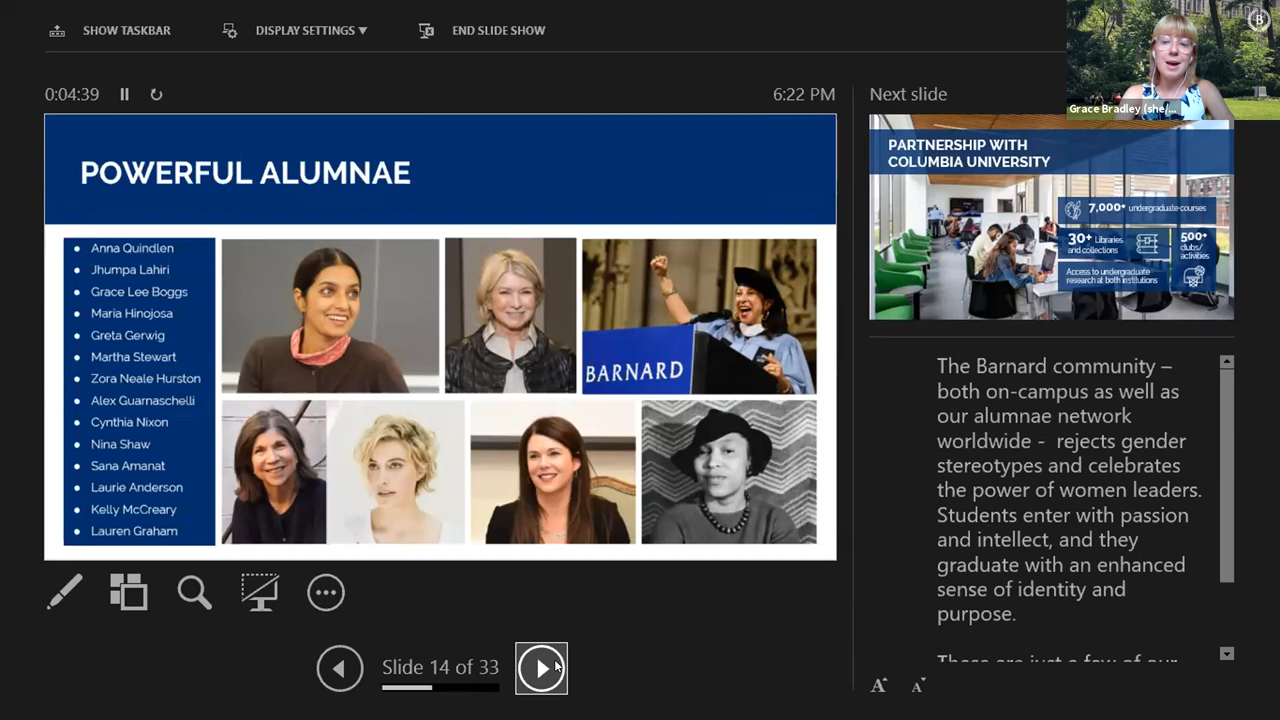 SHOW TASKBAR
DISPLAY SETTINGS
END SLIDE SHOW
B
Grace Bradley (she/...
0:04:39
6:22 PM
Next slide
POWERFUL ALUMNAE
Anna Quindlen
Jhumpa Lahiri
Grace Lee Boggs
Maria Hinojosa
Greta Gerwig
Martha Stewart
Zora Neale Hurston
Alex Guarnaschelli
Cynthia Nixon
Nina Shaw
Sana Amanat
Laurie Anderson
Kelly McCreary
Lauren Graham
BARNARD
PARTNERSHIP WITH
COLUMBIA UNIVERSITY
7,000+ undergraduate courses
30+ Libraries
and collections
500+
clubs/
activities
Access to undergraduate
research at both institutions
The Barnard community –
both on-campus as well as
our alumnae network
worldwide - rejects gender
stereotypes and celebrates
the power of women leaders.
Students enter with passion
and intellect, and they
graduate with an enhanced
sense of identity and
purpose.
These are just a few of our
Slide 14 of 33
A A